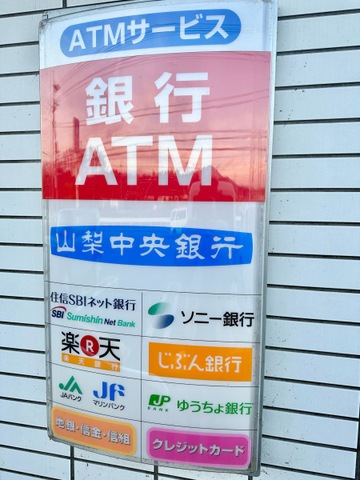 ATMサービス
銀行
ATM
山梨中央銀行
住信SBIネット銀行
SBI Sumishin Net Bank
ソニー銀行
楽R天
楽天銀行
じぶん銀行
JA
JAバンク
JF
マリンバンク
JP
BANK
ゆうちょ銀行
地銀・信金・信組
クレジットカード